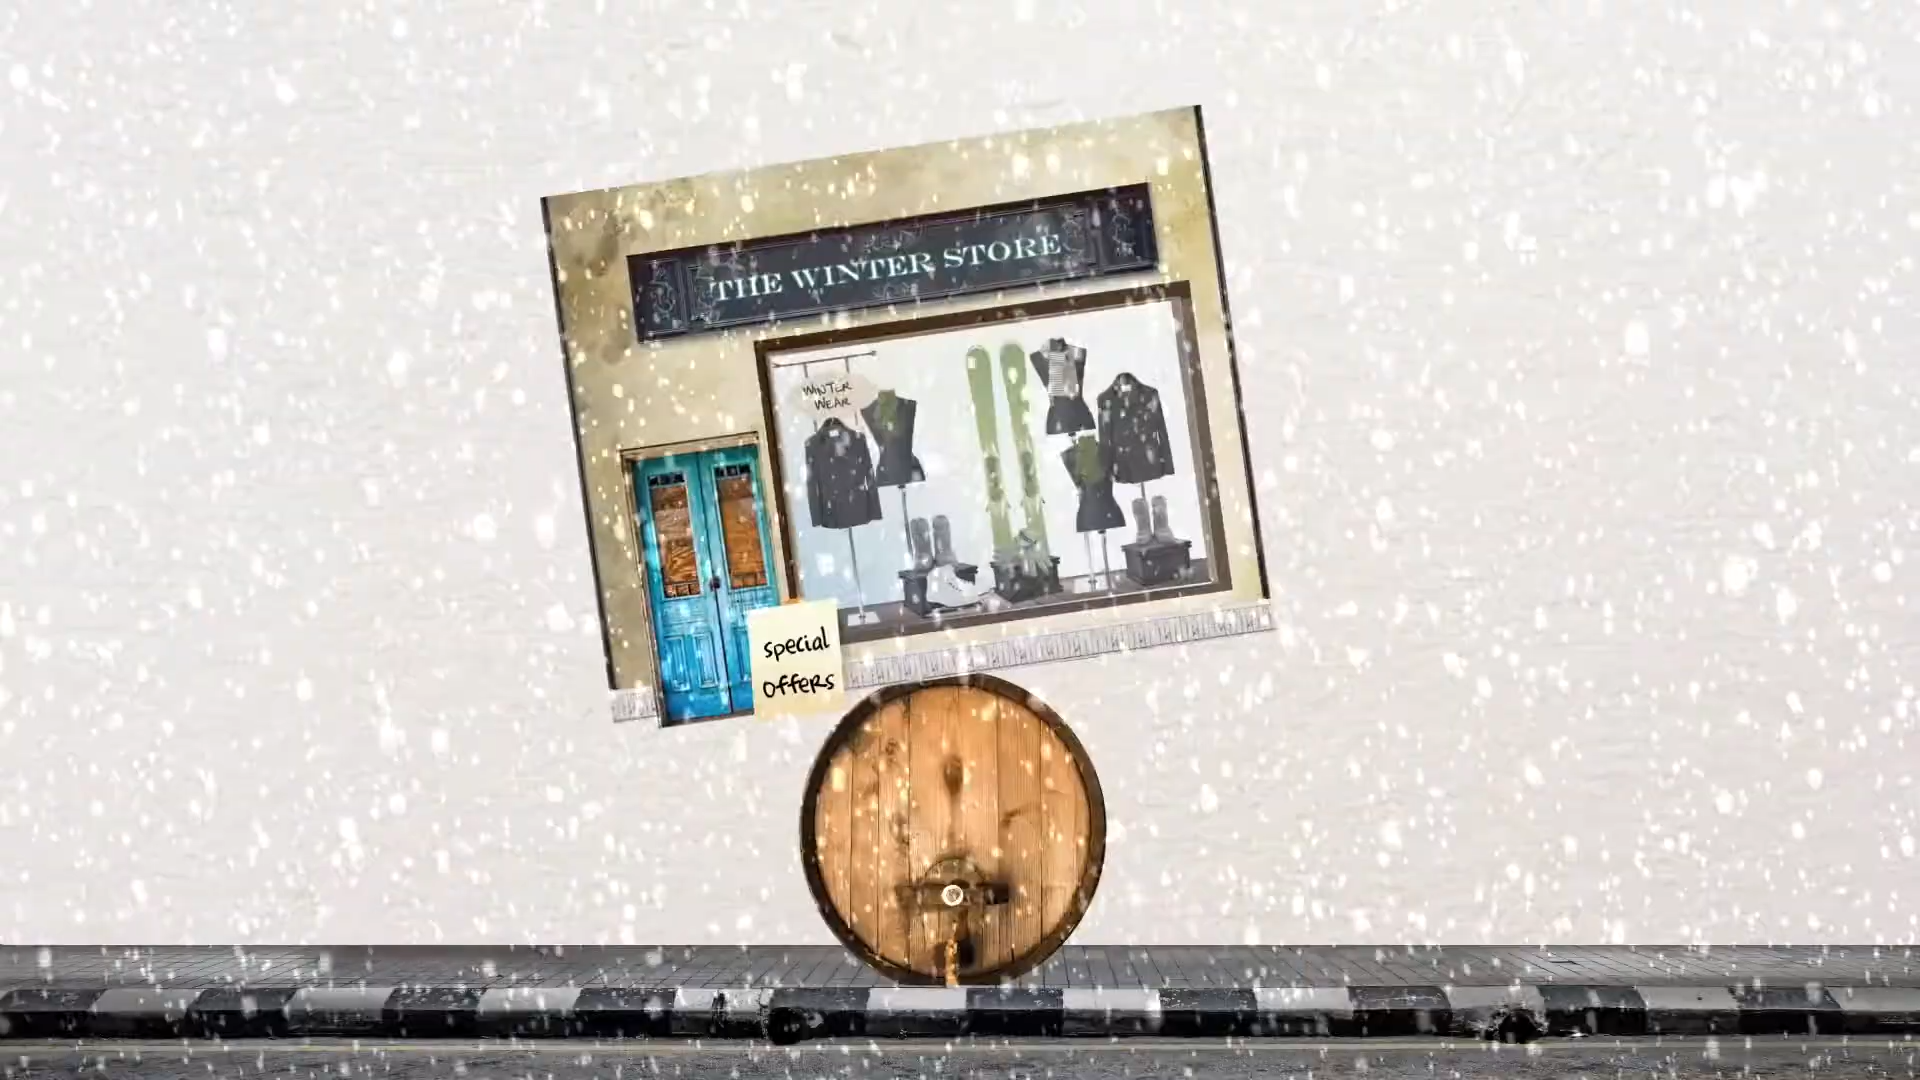 THE WINTER STORE
WINTER
WEAR
special
offers